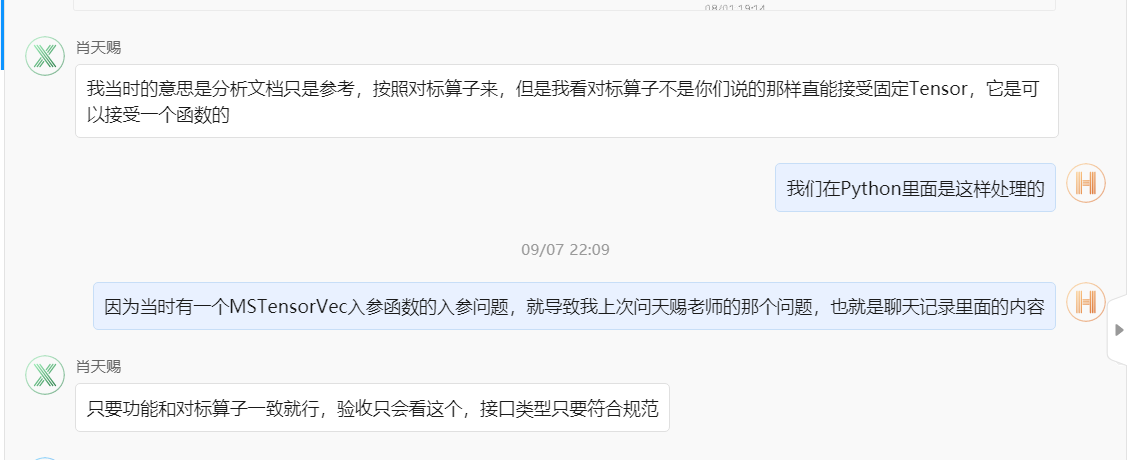 08/01 19:14
肖天赐
我当时的意思是分析文档只是参考，按照对标算子来，但是我看对标算子不是你们说的那样直能接受固定Tensor，它是可
以接受一个函数的
我们在Python里面是这样处理的
09/07 22:09
因为当时有一个MSTensorVec入参函数的入参问题，就导致我上次问天赐老师的那个问题，也就是聊天记录里面的内容
肖天赐
只要功能和对标算子一致就行，验收只会看这个，接口类型只要符合规范